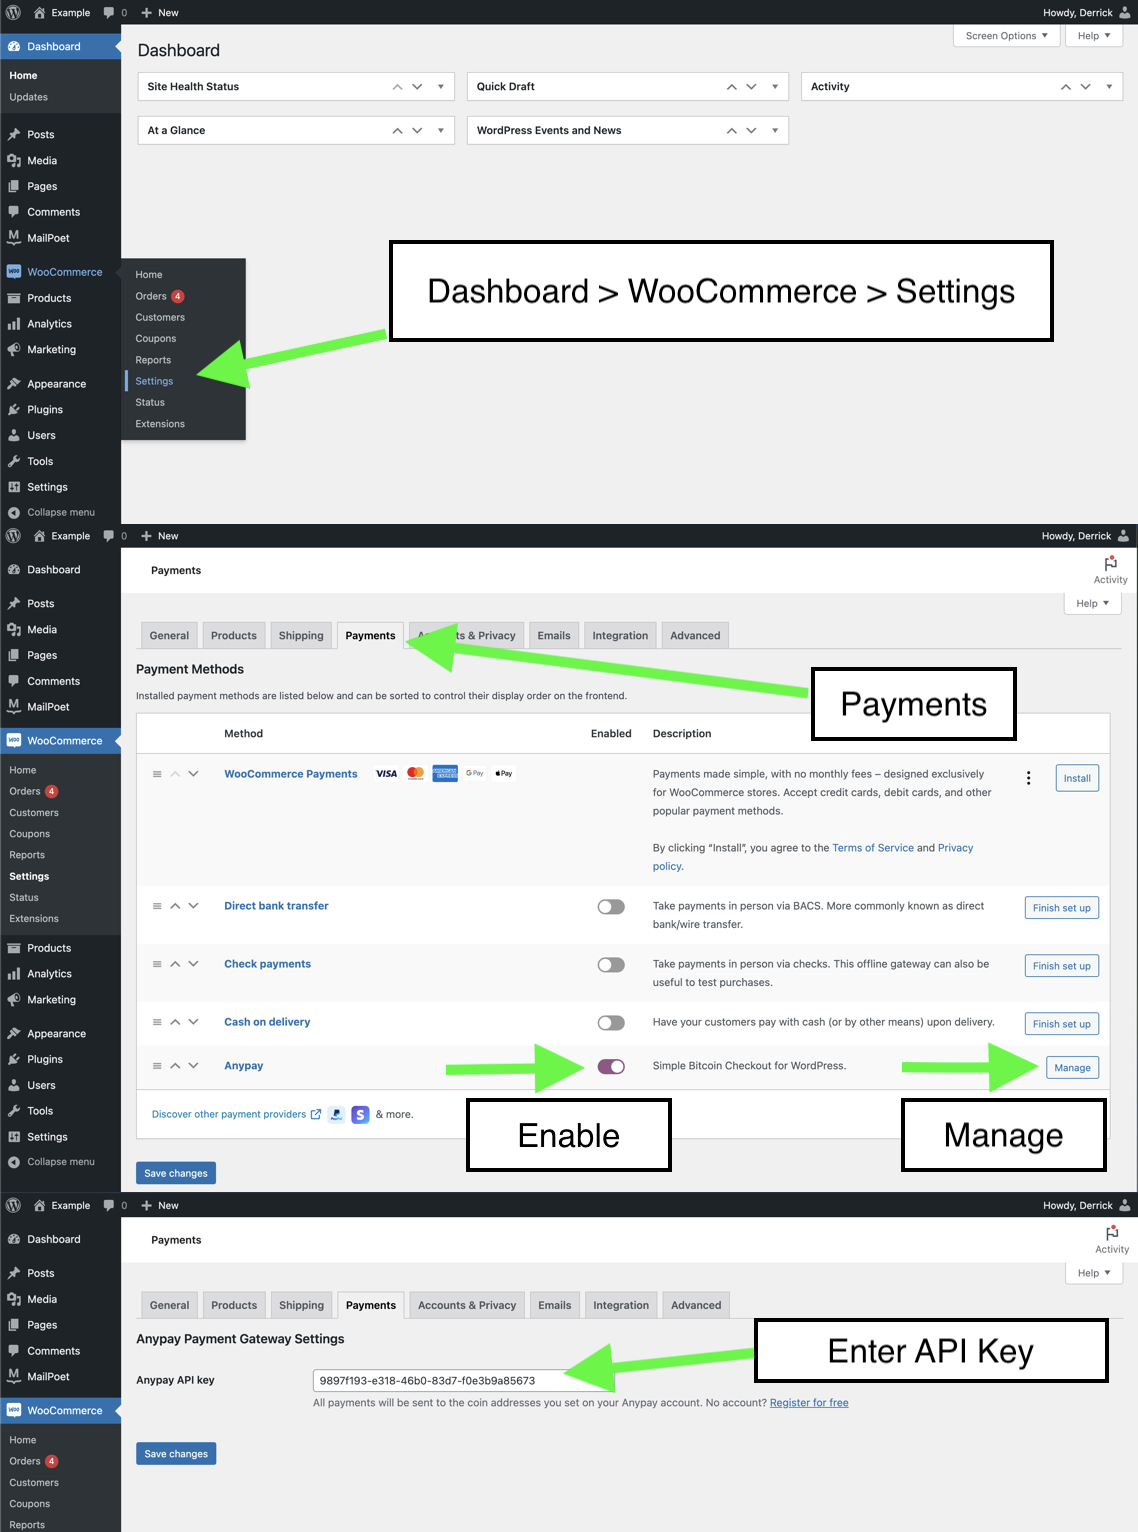 Example 0 New Howdy, Derrick
Screen Options Help
Dashboard
Home
Updates
Posts
Media
Pages
Comments
MailPoet
WooCommerce
Products
Analytics
Marketing
Appearance
Plugins
Users
Tools
Settings
Collapse menu
Home
Orders 4
Customers
Coupons
Reports
Settings
Status
Extensions
Dashboard
Site Health Status
Quick Draft
Activity
At a Glance
WordPress Events and News
Dashboard > WooCommerce > Settings
Example 0 New Howdy, Derrick
Dashboard
Posts
Media
Pages
Comments
MailPoet
WooCommerce
Home
Orders 4
Customers
Coupons
Reports
Settings
Status
Extensions
Products
Analytics
Marketing
Appearance
Plugins
Users
Tools
Settings
Collapse menu
Payments
Activity
Help
General Products Shipping Payments & Privacy Emails Integration Advanced
Payment Methods
Installed payment methods are listed below and can be sorted to control their display order on the frontend.
Payments
Method Enabled Description
WooCommerce Payments VISA AMERICAN EXPRESS G Pay Pay
Payments made simple, with no monthly fees – designed exclusively
for WooCommerce stores. Accept credit cards, debit cards, and other
popular payment methods.
By clicking “Install”, you agree to the Terms of Service and Privacy
policy.
Install
Direct bank transfer
Take payments in person via BACS. More commonly known as direct
bank/wire transfer.
Finish set up
Check payments
Take payments in person via checks. This offline gateway can also be
useful to test purchases.
Finish set up
Cash on delivery
Have your customers pay with cash (or by other means) upon delivery.
Finish set up
Anypay
Simple Bitcoin Checkout for WordPress.
Manage
Discover other payment providers PayPal S & more.
Enable
Manage
Save changes
Example 0 New Howdy, Derrick
Dashboard
Posts
Media
Pages
Comments
MailPoet
WooCommerce
Home
Orders 4
Customers
Coupons
Reports
Payments
Activity
Help
General Products Shipping Payments Accounts & Privacy Emails Integration Advanced
Anypay Payment Gateway Settings
Enter API Key
Anypay API key
9897f193-e318-46b0-83d7-f0e3b9a85673
All payments will be sent to the coin addresses you set on your Anypay account. No account? Register for free
Save changes